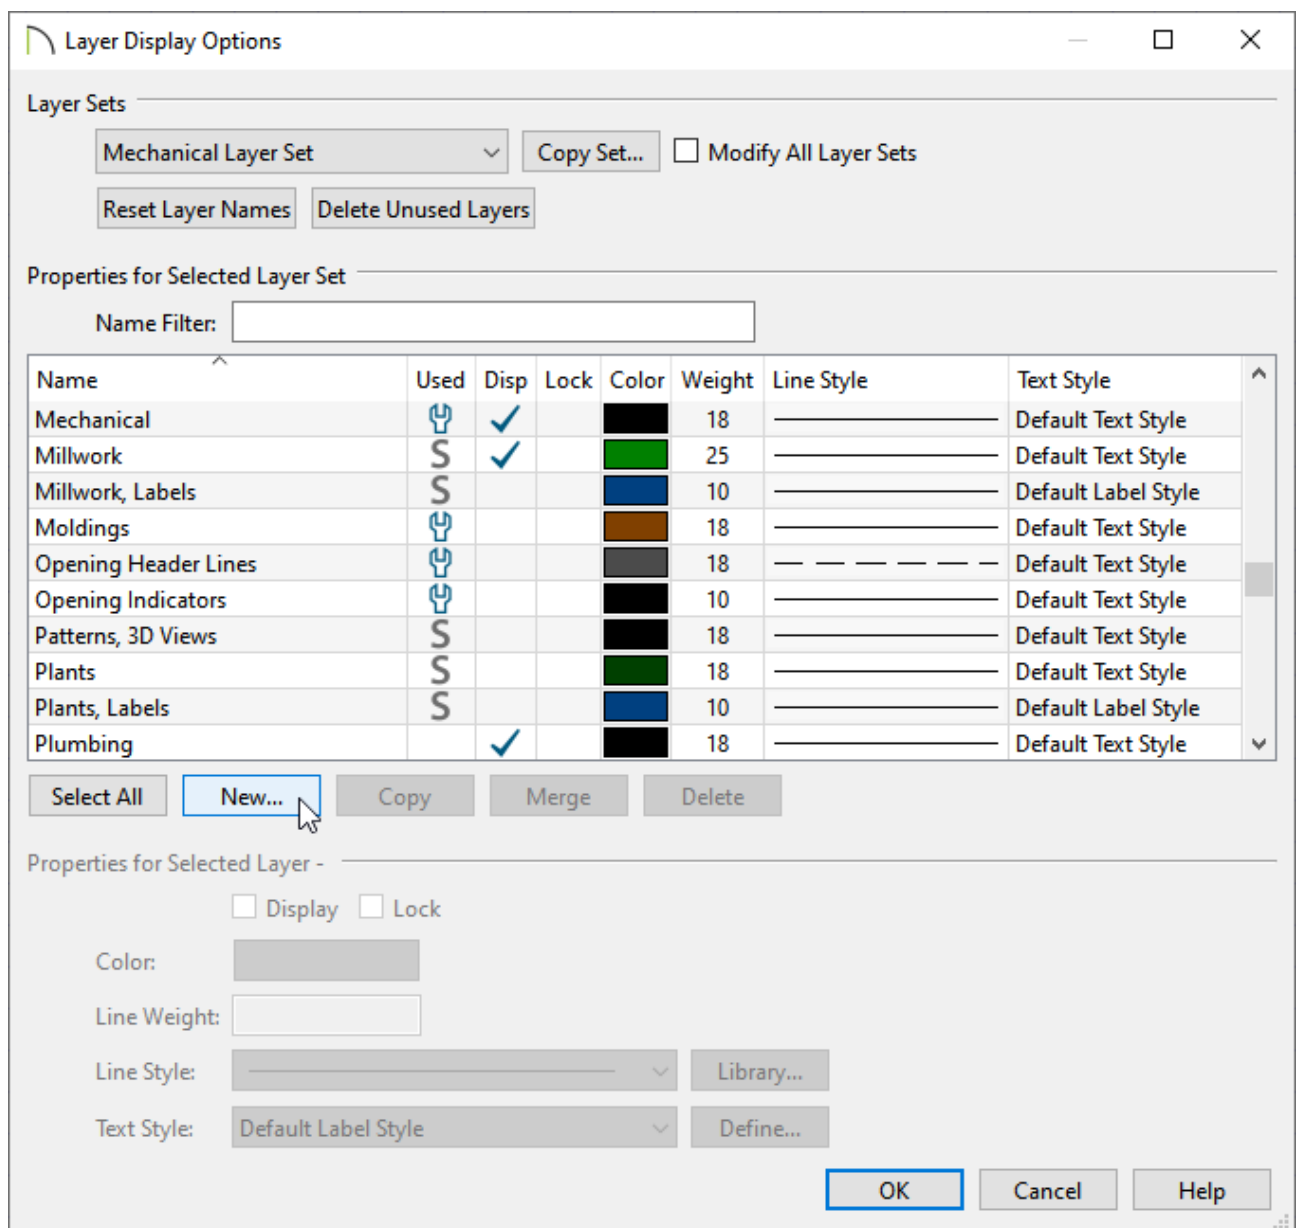 Layer Display Options
Layer Sets
Mechanical Layer Set Copy Set... Modify All Layer Sets
Reset Layer Names Delete Unused Layers
Properties for Selected Layer Set
Name Filter:
Name Used Disp Lock Color Weight Line Style Text Style
Mechanical 18 Default Text Style
Millwork S 25 Default Text Style
Millwork, Labels S 10 Default Label Style
Moldings 18 Default Text Style
Opening Header Lines 18 Default Text Style
Opening Indicators 10 Default Text Style
Patterns, 3D Views S 18 Default Text Style
Plants S 18 Default Text Style
Plants, Labels S 10 Default Label Style
Plumbing 18 Default Text Style
Select All New... Copy Merge Delete
Properties for Selected Layer -
Display Lock
Color:
Line Weight:
Line Style: Library...
Text Style: Default Label Style Define...
OK Cancel Help